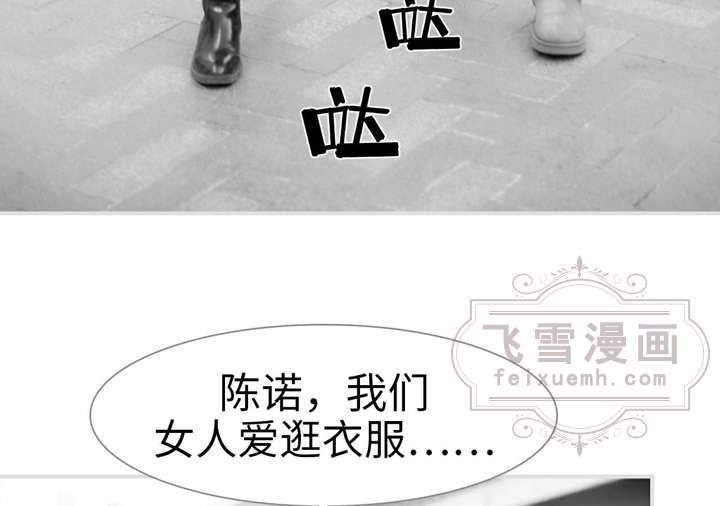 哒
哒
飞雪漫画
feixuemh.com
陈诺，我们
女人爱逛衣服……